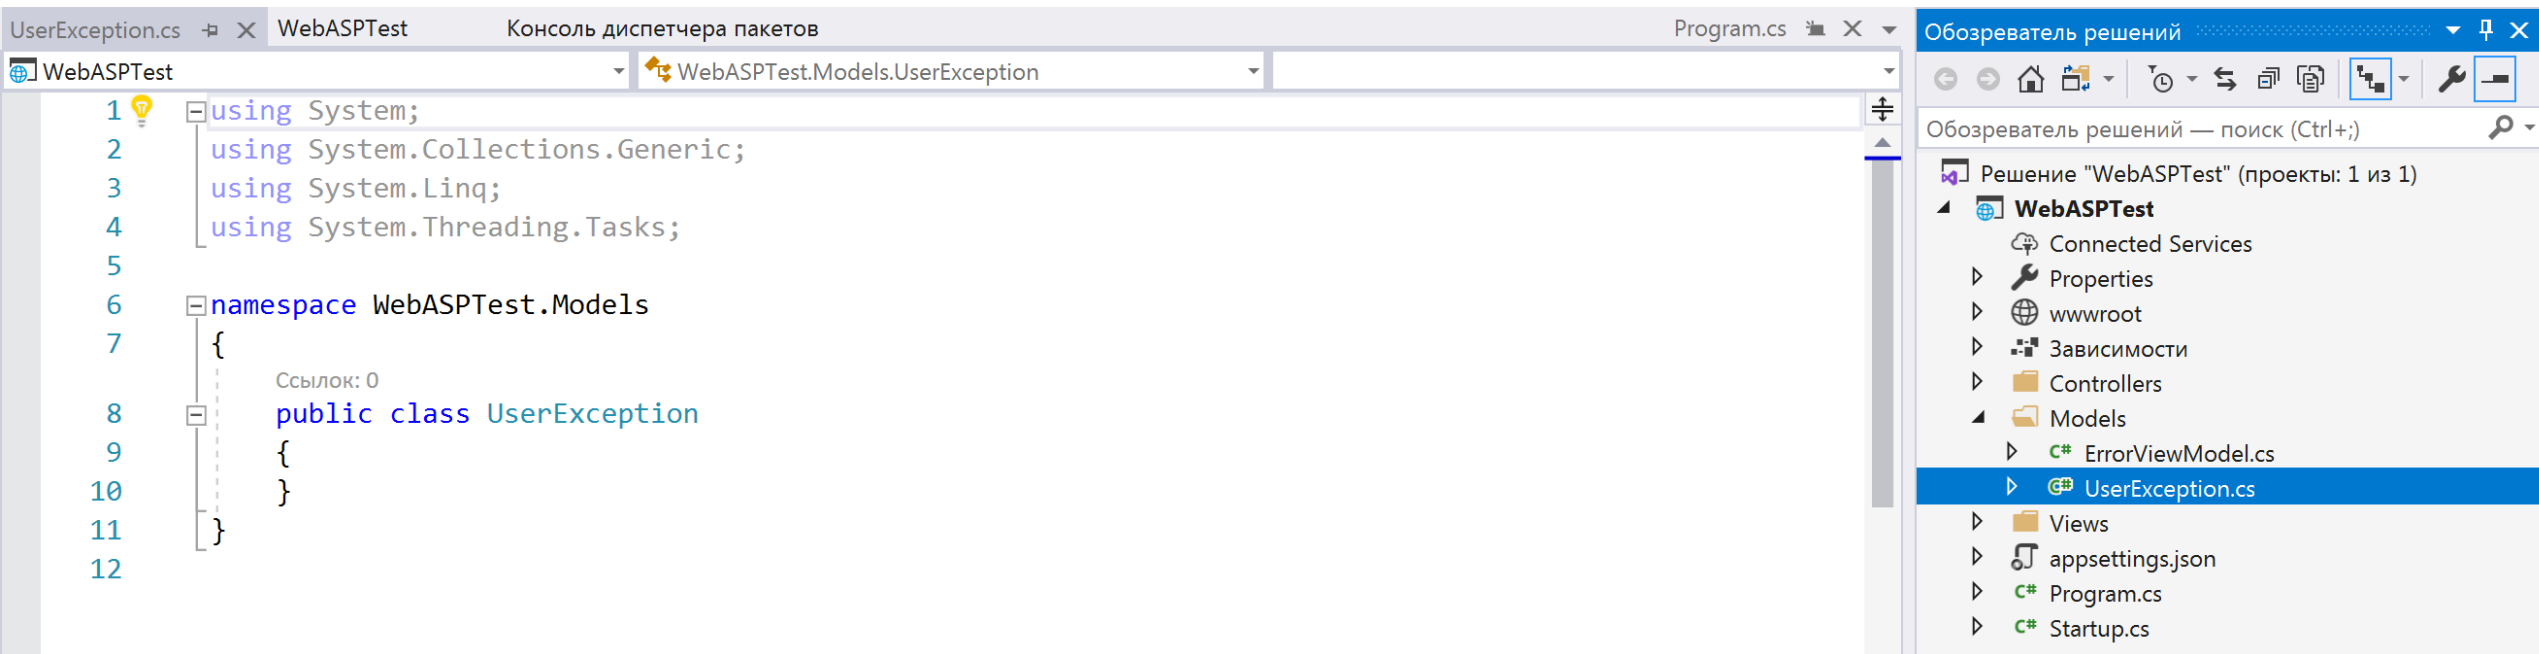 UserException.cs WebASPTest Консоль диспетчера пакетов Program.cs
WebASPTest WebASPTest.Models.UserException
1 using System;
2 using System.Collections.Generic;
3 using System.Linq;
4 using System.Threading.Tasks;
5
6 namespace WebASPTest.Models
7 {
Ссылок: 0
8 public class UserException
9 {
10 }
11 }
12
Обозреватель решений
Обозреватель решений — поиск (Ctrl+;)
Решение "WebASPTest" (проекты: 1 из 1)
WebASPTest
Connected Services
Properties
wwwroot
Зависимости
Controllers
Models
C# ErrorViewModel.cs
C# UserException.cs
Views
appsettings.json
C# Program.cs
C# Startup.cs